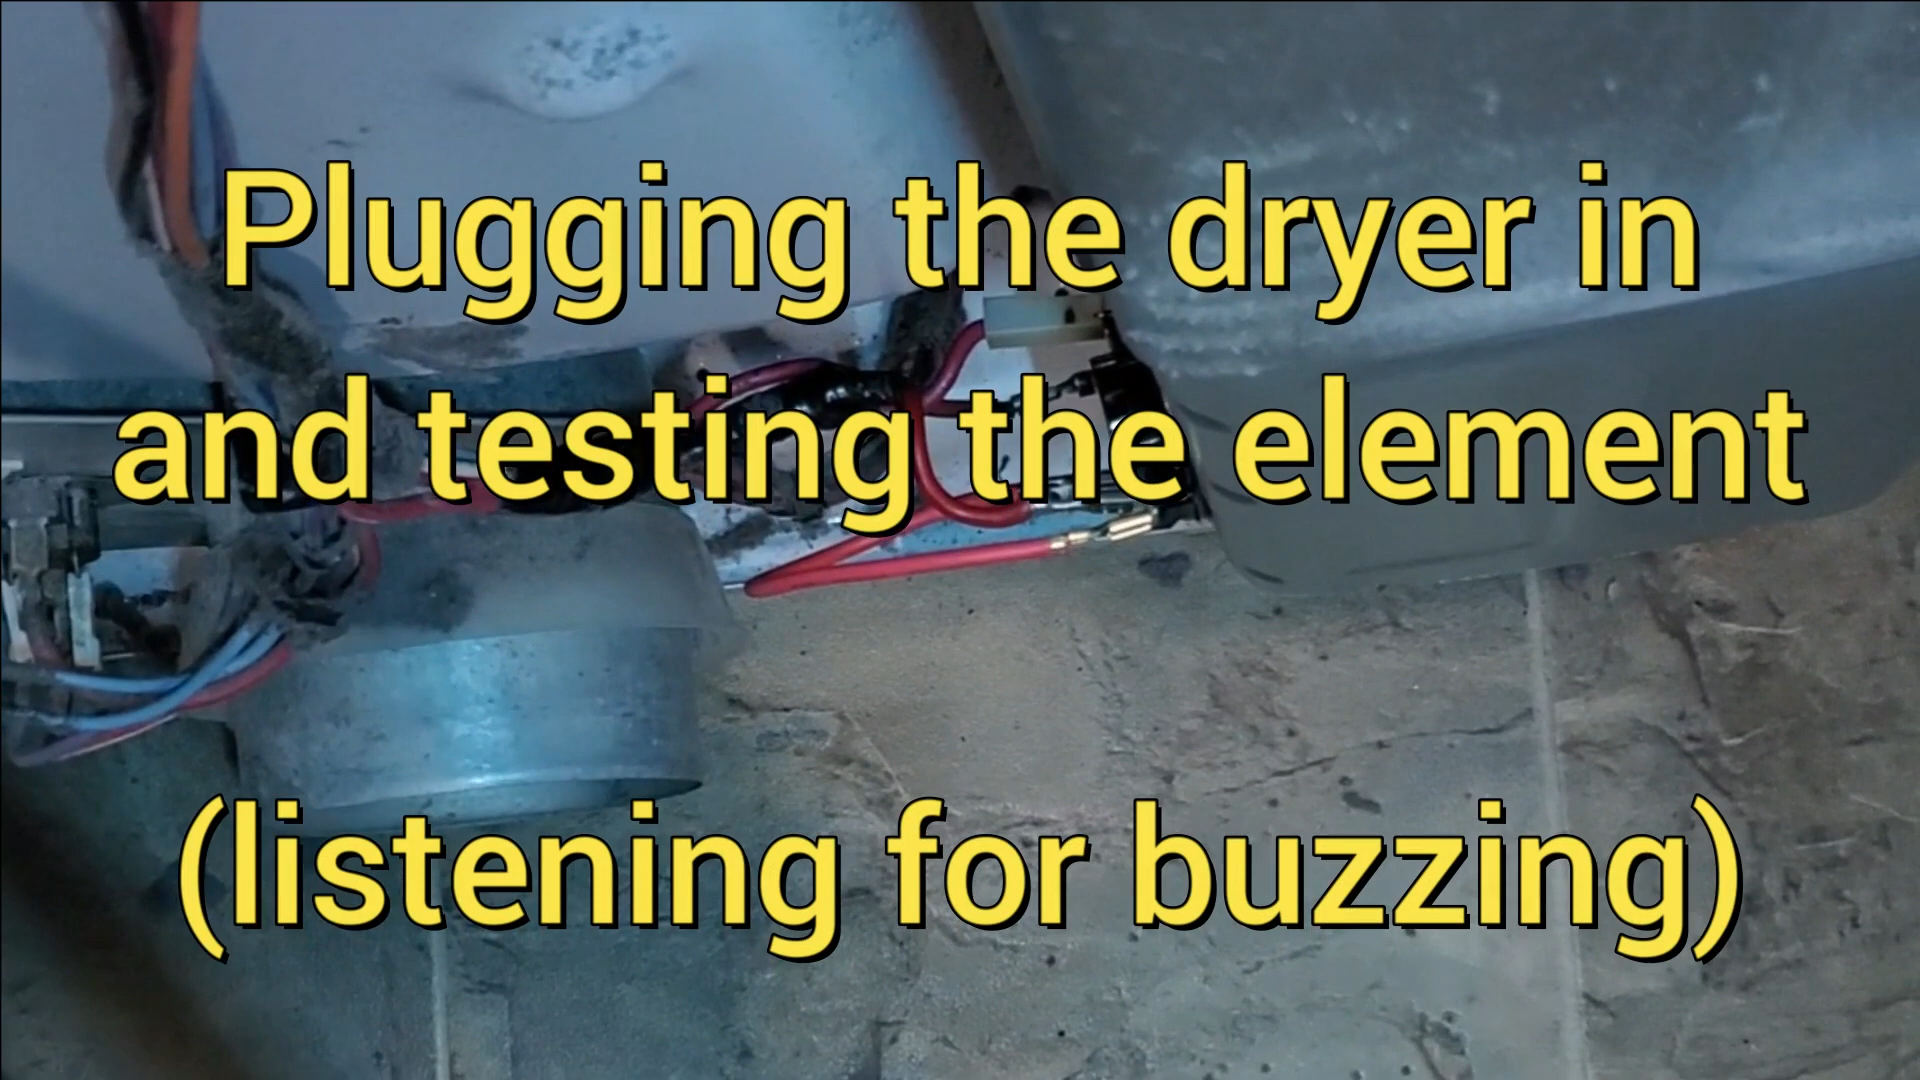 Plugging the dryer in
and testing the element
(listening for buzzing)